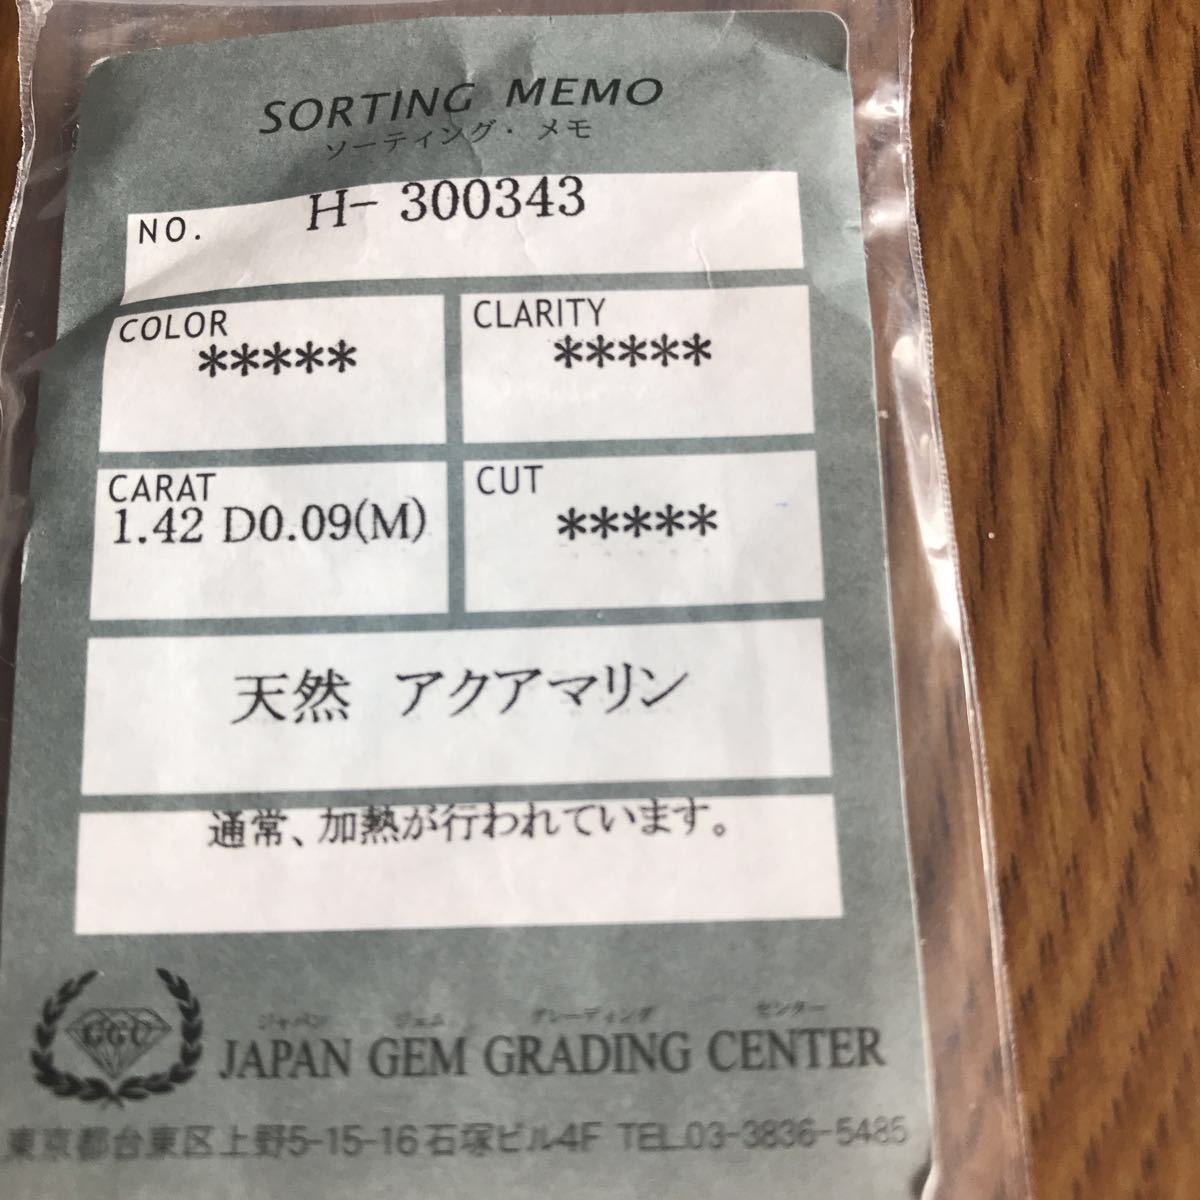 SORTING MEMO
ソーティング・メモ
NO. H- 300343
COLOR
*****
CLARITY
*****
CARAT
1.42 D0.09(M)
CUT
*****
天然 アクアマリン
通常、加熱が行われています。
ジャパン ジェム グレーディング センター
JAPAN GEM GRADING CENTER
東京都台東区上野5-15-16石塚ビル4F TEL.03-3836-5485